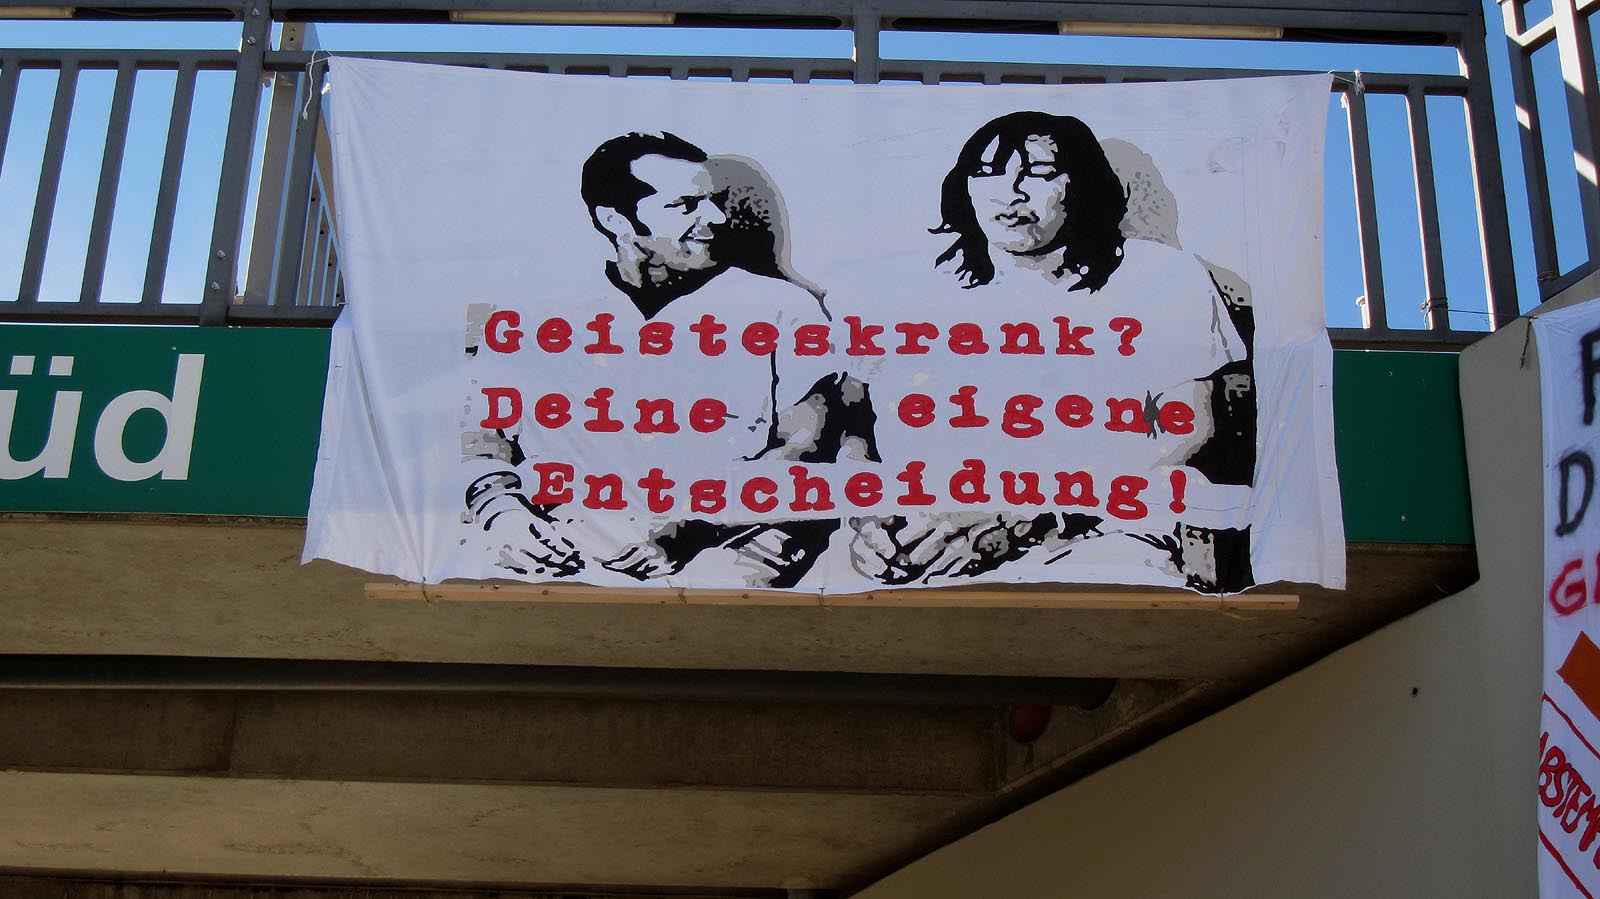 Geisteskrank?
Deine eigene
Entscheidung!
üd
D